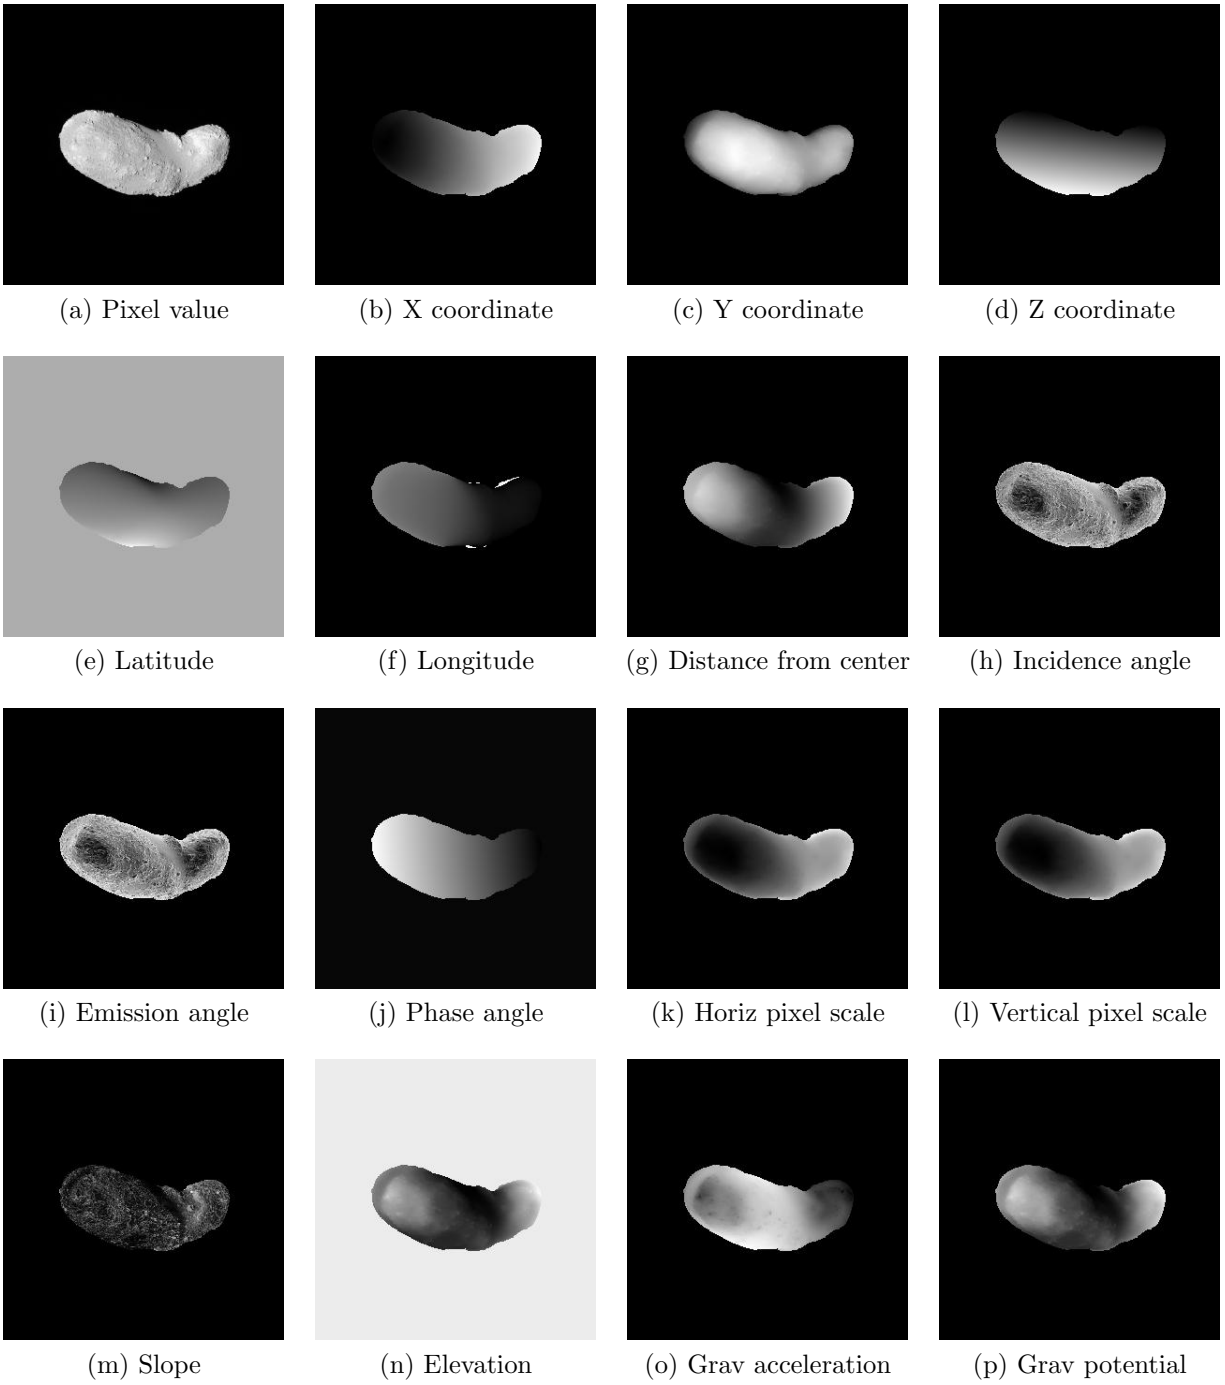 (a) Pixel value
(b) X coordinate
(c) Y coordinate
(d) Z coordinate
(e) Latitude
(f) Longitude
(g) Distance from center
(h) Incidence angle
(i) Emission angle
(j) Phase angle
(k) Horiz pixel scale
(l) Vertical pixel scale
(m) Slope
(n) Elevation
(o) Grav acceleration
(p) Grav potential